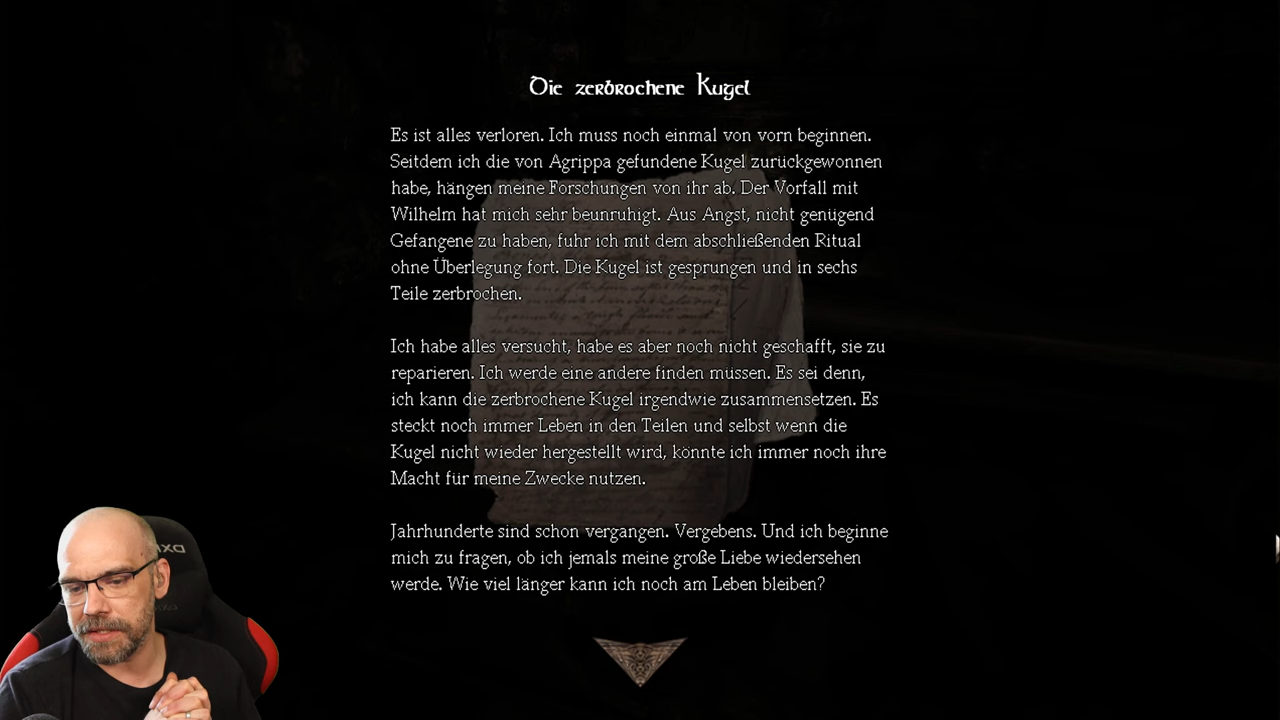 Die zerbrochene Kugel
Es ist alles verloren. Ich muss noch einmal von vorn beginnen.
Seitdem ich die von Agrippa gefundene Kugel zurückgewonnen
habe, hängen meine Forschungen von ihr ab. Der Vorfall mit
Wilhelm hat mich sehr beunruhigt. Aus Angst, nicht genügend
Gefangene zu haben, fuhr ich mit dem abschließenden Ritual
ohne Überlegung fort. Die Kugel ist gesprungen und in sechs
Teile zerbrochen.
Ich habe alles versucht, habe es aber noch nicht geschafft, sie zu
reparieren. Ich werde eine andere finden müssen. Es sei denn,
ich kann die zerbrochene Kugel irgendwie zusammensetzen. Es
steckt noch immer Leben in den Teilen und selbst wenn die
Kugel nicht wieder hergestellt wird, könnte ich immer noch ihre
Macht für meine Zwecke nutzen.
Jahrhunderte sind schon vergangen. Vergebens. Und ich beginne
mich zu fragen, ob ich jemals meine große Liebe wiedersehen
werde. Wie viel länger kann ich noch am Leben bleiben?